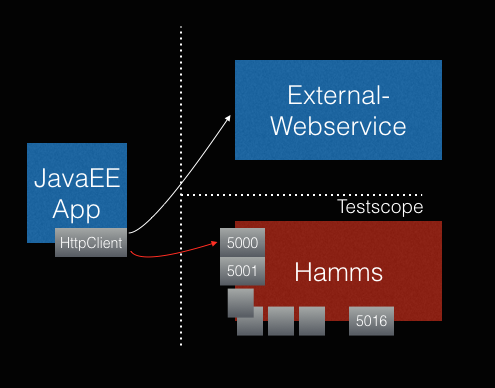 External-
Webservice
JavaEE
App
HttpClient
Testscope
5000
5001
Hamms
5016